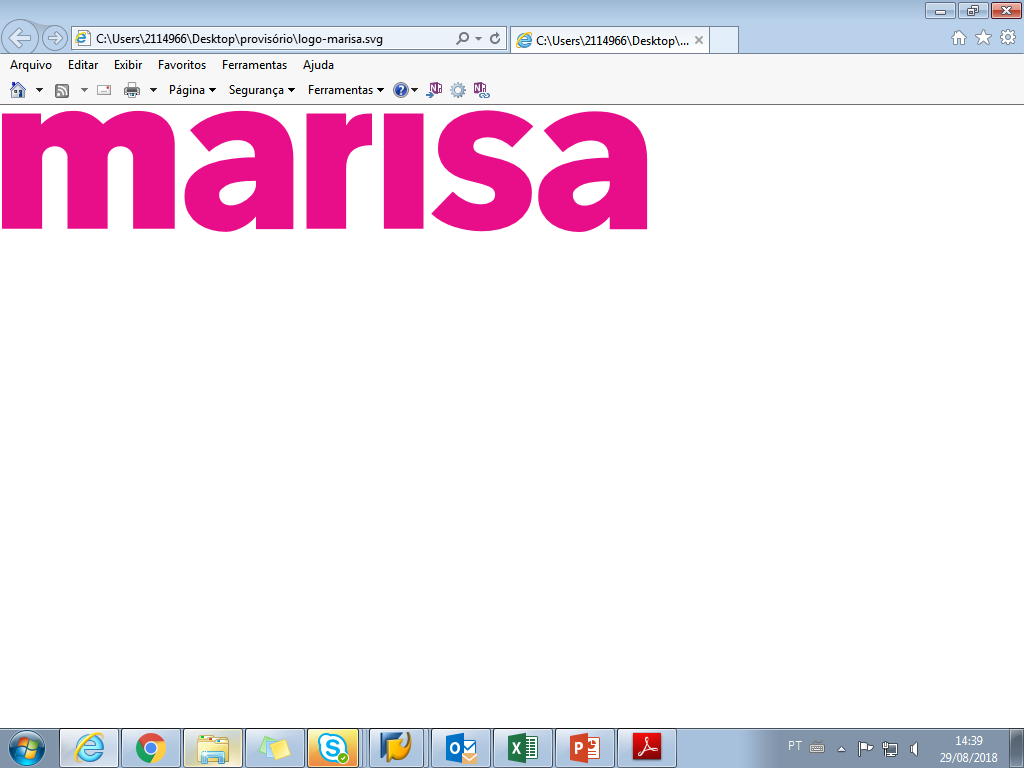 C:\Users\2114966\Desktop\provisório\logo-marisa.svg
C:\Users\2114966\Desktop\...
Arquivo Editar Exibir Favoritos Ferramentas Ajuda
Página Segurança Ferramentas
marisa
PT
14:39
29/08/2018